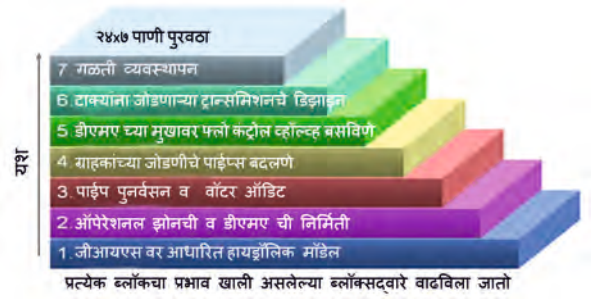 २४x७ पाणी पुरवठा
7 गळती व्यवस्थापन
6. टाक्यांना जोडणाऱ्या ट्रान्समिशनचे डिझाइन
5 डीएमए च्या मुखावर फ्लो कंट्रोल व्हॉल्व्ह बसविणे
4. ग्राहकांच्या जोडणीचे पाईप्स बदलणे
3. पाईप पुनर्वसन व वॉटर ऑडिट
2. ऑपरेशनल झोनची व डीएमए ची निर्मिती
1. जीआयएस वर आधारित हायड्रॉलिक मॉडेल
यश
प्रत्येक ब्लॉकचा प्रभाव खाली असलेल्या ब्लॉक्सद्वारे वाढविला जातो